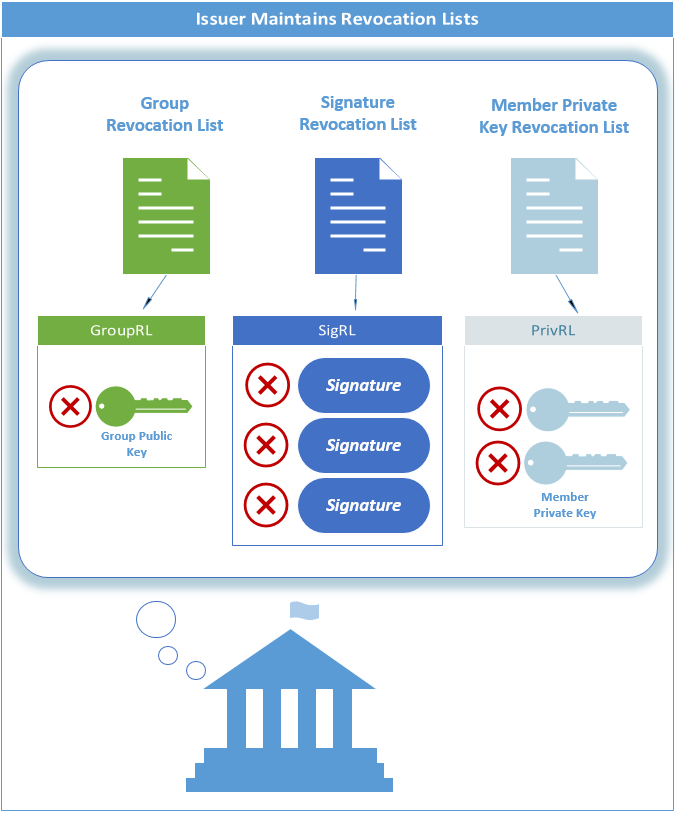 Issuer Maintains Revocation Lists
Group
Revocation List
Signature
Revocation List
Member Private
Key Revocation List
GroupRL
Group Public
Key
SigRL
Signature
Signature
Signature
PrivRL
Member
Private Key